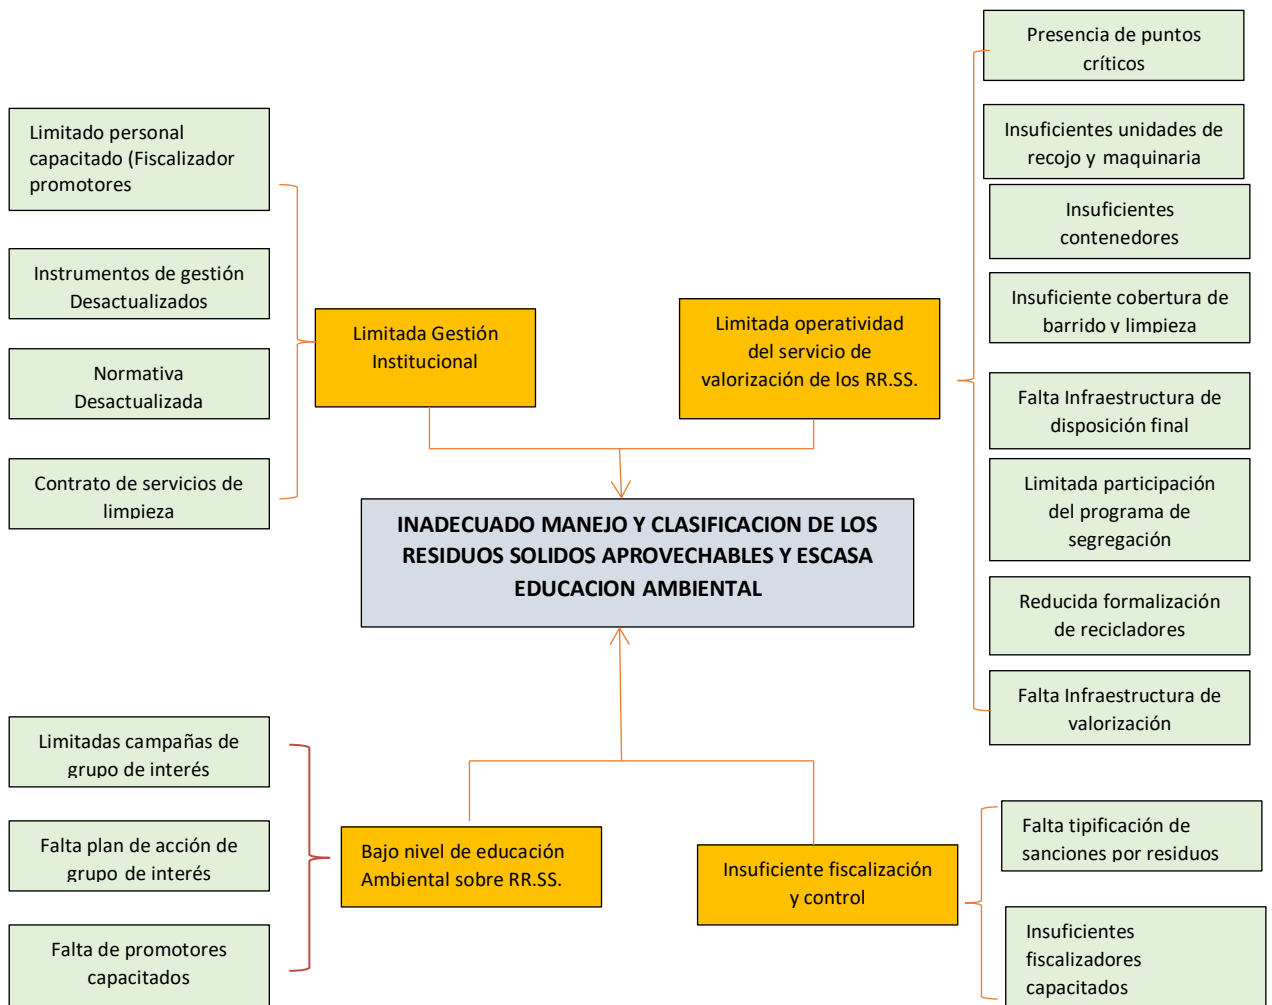 Presencia de puntos
críticos
Limitado personal
capacitado (Fiscalizador
promotores
Insuficientes unidades de
recojo y maquinaria
Insuficientes
contenedores
Instrumentos de gestión
Desactualizados
Insuficiente cobertura de
barrido y limpieza
Limitada Gestión
Institucional
Limitada operatividad
del servicio de
valorización de los RR.SS.
Normativa
Desactualizada
Falta Infraestructura de
disposición final
Contrato de servicios de
limpieza
Limitada participación
del programa de
segregación
INADECUADO MANEJO Y CLASIFICACION DE LOS
RESIDUOS SOLIDOS APROVECHABLES Y ESCASA
EDUCACION AMBIENTAL
Reducida formalización
de recicladores
Falta Infraestructura de
valorización
Limitadas campañas de
grupo de interés
Falta plan de acción de
grupo de interés
Bajo nivel de educación
Ambiental sobre RR.SS.
Insuficiente fiscalización
y control
Falta tipificación de
sanciones por residuos
Falta de promotores
capacitados
Insuficientes
fiscalizadores
capacitados